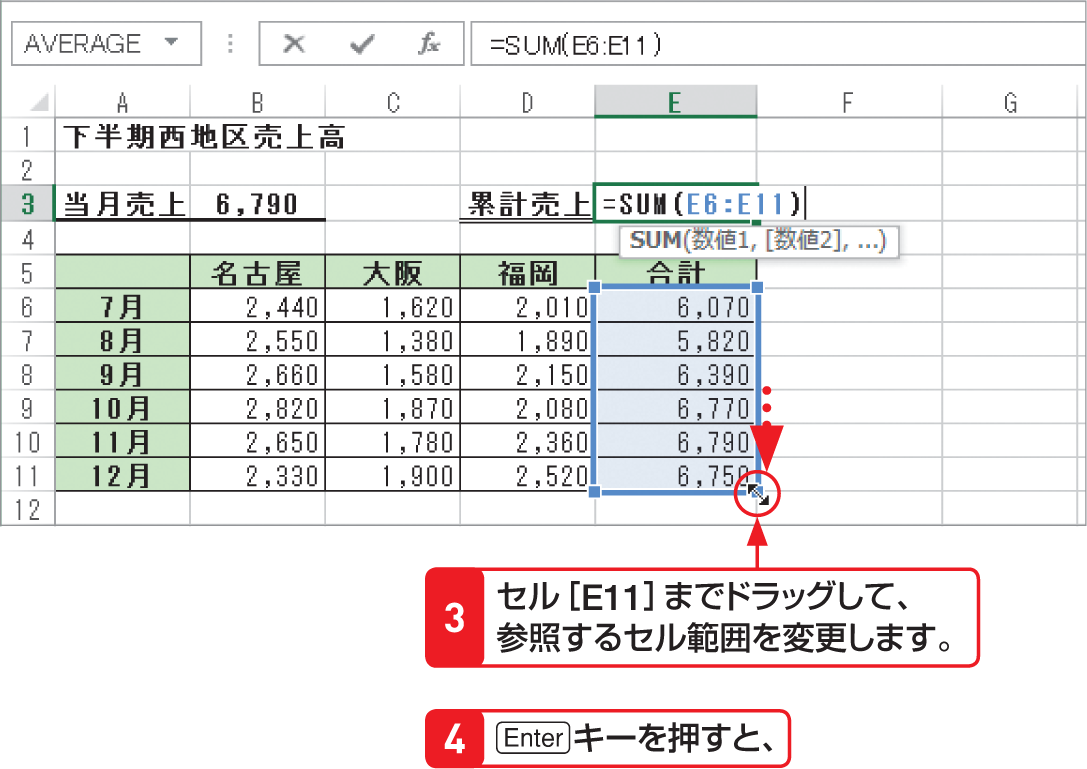 AVERAGE ▼ × ✓ fx =SUM(E6:E11)
A B C D E F G
1 下半期西地区売上高
2
3 当月売上 6,790 累計売上 =SUM(E6:E11)
4 SUM(数値1, [数値2], ...)
5 名古屋 大阪 福岡 合計
6 7月 2,440 1,620 2,010 6,070
7 8月 2,550 1,380 1,890 5,820
8 9月 2,660 1,580 2,150 6,390
9 10月 2,820 1,870 2,080 6,770
10 11月 2,650 1,780 2,360 6,790
11 12月 2,330 1,900 2,520 6,750
12
3 セル[E11]までドラッグして、
参照するセル範囲を変更します。
4 Enterキーを押すと、